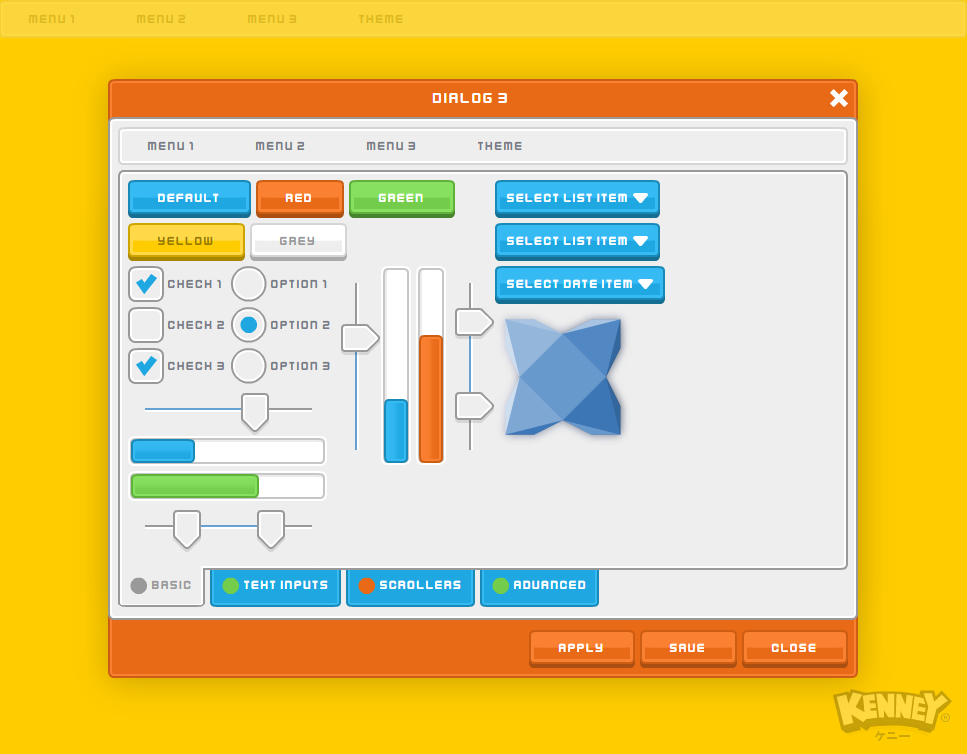 MENU 1 MENU 2 MENU 3 THEME
DIALOG 3
MENU 1 MENU 2 MENU 3 THEME
DEFAULT RED GREEN SELECT LIST ITEM
YELLOW GREY SELECT LIST ITEM
CHECK 1 OPTION 1 SELECT DATE ITEM
CHECK 2 OPTION 2
CHECK 3 OPTION 3
BASIC TEXT INPUTS SCROLLERS ADVANCED
APPLY SAVE CLOSE
KENNEY®
ケニー